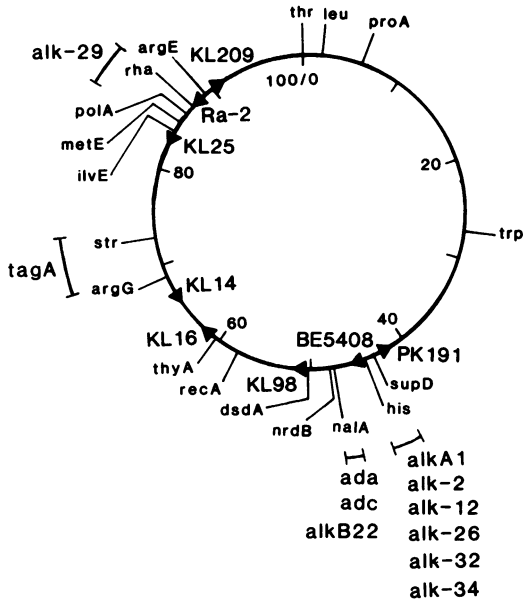 thr
leu
proA
100/0
argE
KL209
alk-29
rha
polA
Ra-2
metE
KL25
ilvE
80
20
str
trp
tagA
argG
KL14
KL16
60
40
BE5408
PK191
thyA
recA
KL98
supD
dsdA
his
nrdB
nalA
ada
adc
alkB22
alkA1
alk-2
alk-12
alk-26
alk-32
alk-34